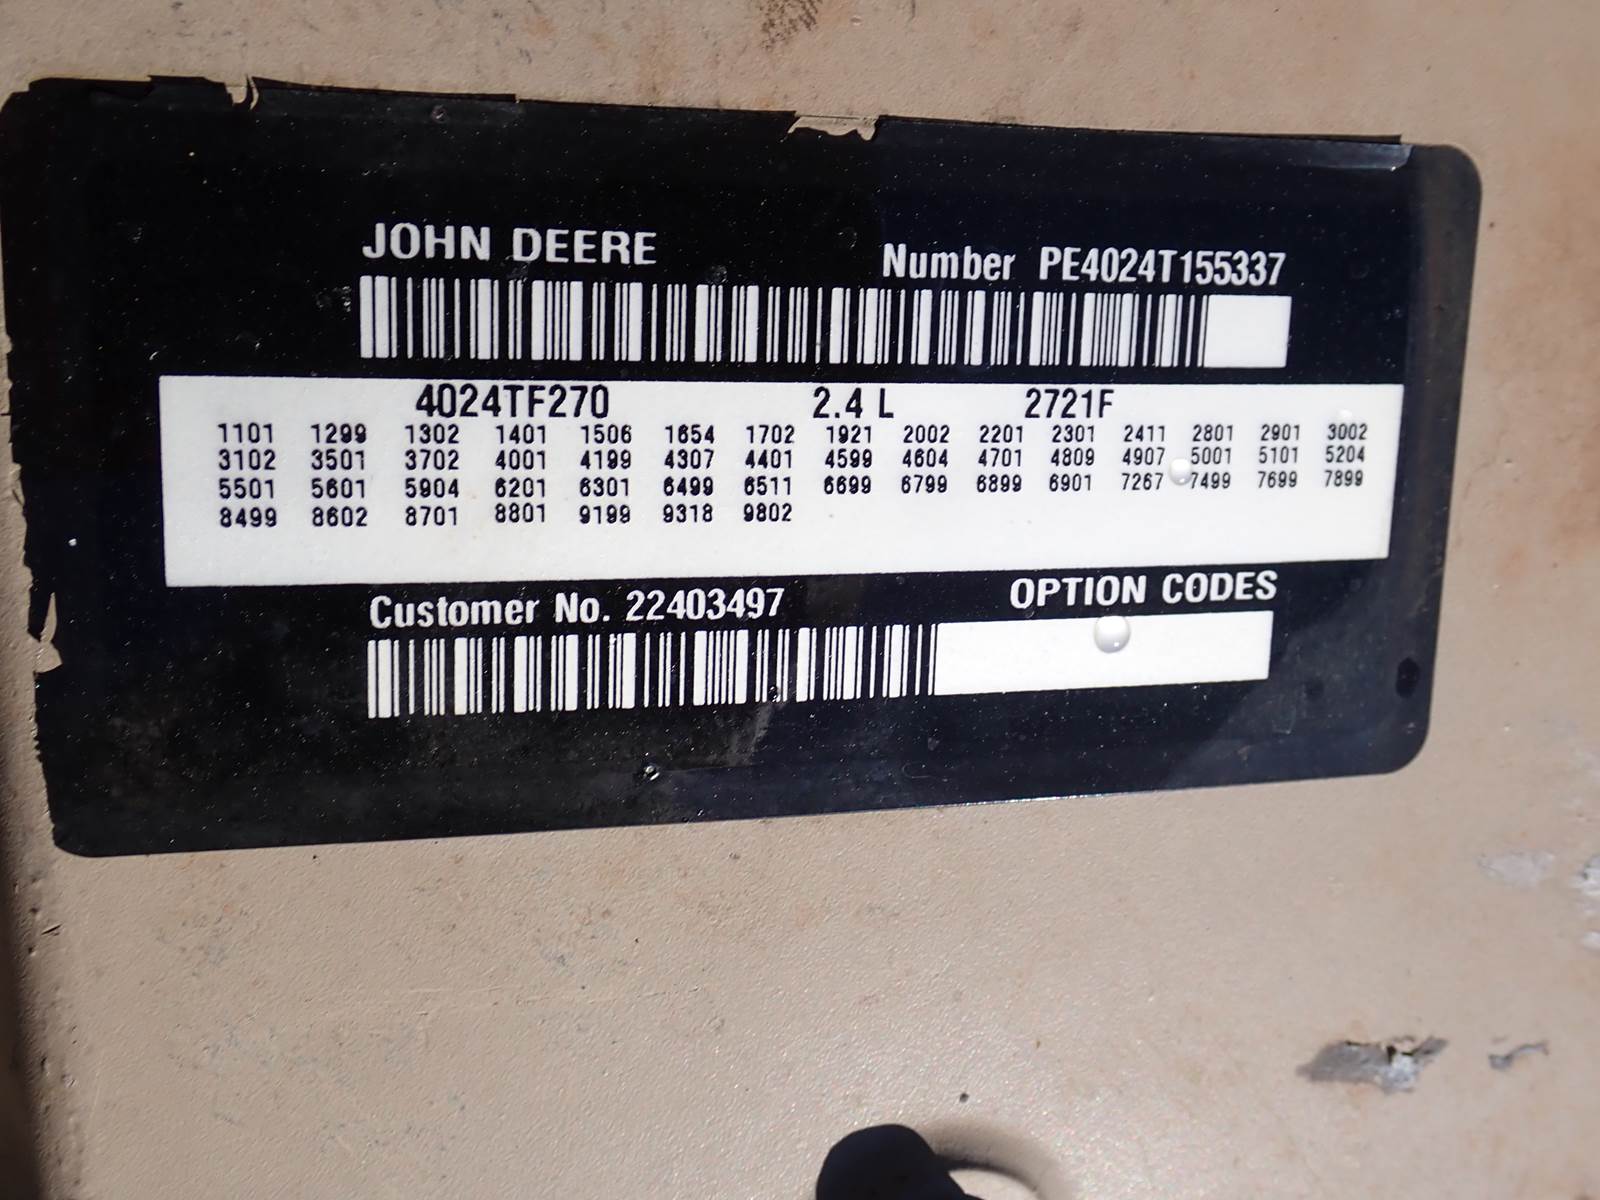 JOHN DEERE Number PE4024T155337
4024TF270 2.4 L 2721F
1101 1299 1302 1401 1506 1654 1702 1921 2002 2201 2301 2411 2801 2901 3002
3102 3501 3702 4001 4199 4307 4401 4599 4604 4701 4809 4907 5001 5101 5204
5501 5601 5904 6201 6301 6499 6511 6699 6799 6899 6901 7267 7499 7699 7899
8499 8602 8701 8801 9199 9318 9802
Customer No. 22403497 OPTION CODES